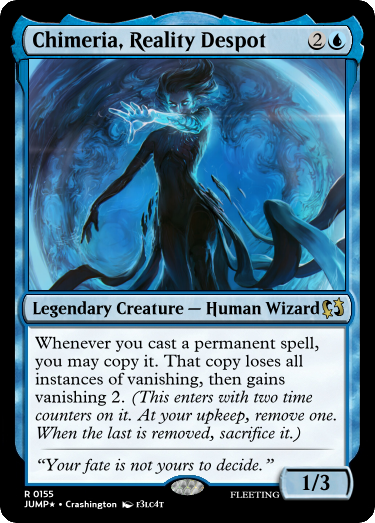 Chimeria, Reality Despot 2
Legendary Creature — Human Wizard
Whenever you cast a permanent spell,
you may copy it. That copy loses all
instances of vanishing, then gains
vanishing 2. (This enters with two time
counters on it. At your upkeep, remove one.
When the last is removed, sacrifice it.)
“Your fate is not yours to decide.”
1/3
R 0155
JUMP★ • Crashington r3Lc4T
FLEETING